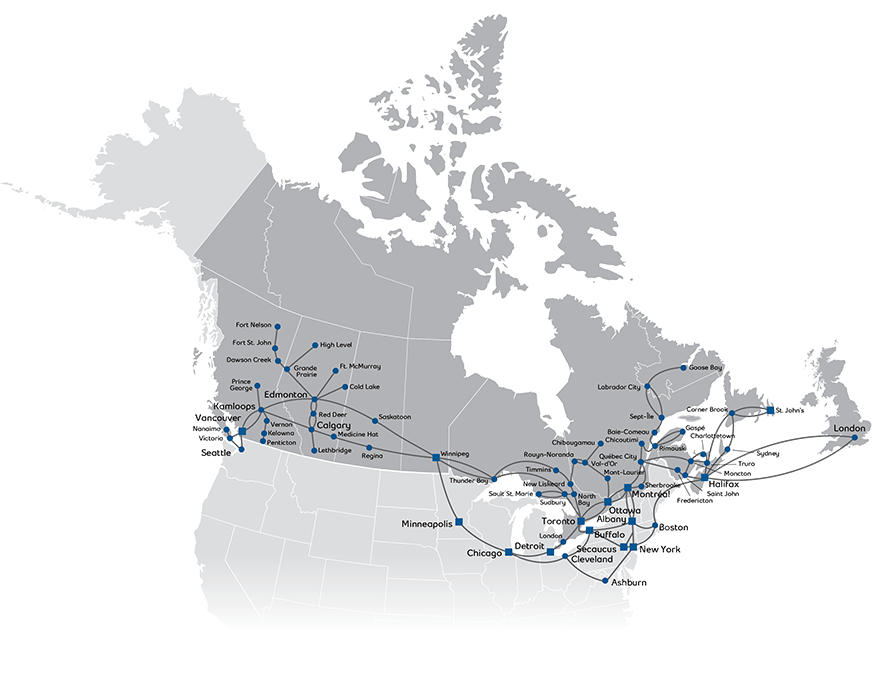 Fort Nelson
Fort St. John
High Level
Dawson Creek
Grande
Prairie
Ft. McMurray
Goose Bay
Prince
George
Cold Lake
Labrador City
Edmonton
Kamloops
Vancouver
Red Deer
Saskatoon
Corner Brook
St. John's
Sept-Île
Nanaimo
Vernon
Calgary
Baie-Comeau
Gaspé
London
Victoria
Kelowna
Medicine Hat
Chibougamau
Chicoutimi
Charlottetown
Penticton
Rimouski
Seattle
Lethbridge
Regina
Winnipeg
Rouyn-Noranda
Québec City
Sydney
Val-d'Or
Truro
Timmins
Mont-Laurier
Moncton
Thunder Bay
New Liskeard
Sherbrooke
Halifax
Sault St. Marie
North
Bay
Montréal
Saint John
Sudbury
Fredericton
Ottawa
Minneapolis
Toronto
Albany
Boston
London
Buffalo
Chicago
Detroit
Secaucus
New York
Cleveland
Ashburn